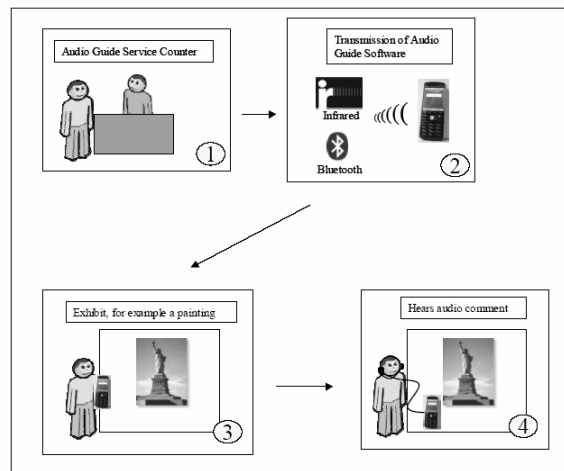 Audio Guide Service Counter
1
Transmission of Audio
Guide Software
Infrared
Bluetooth
2
Exhibit, for example a painting
3
Hears audio comment
4